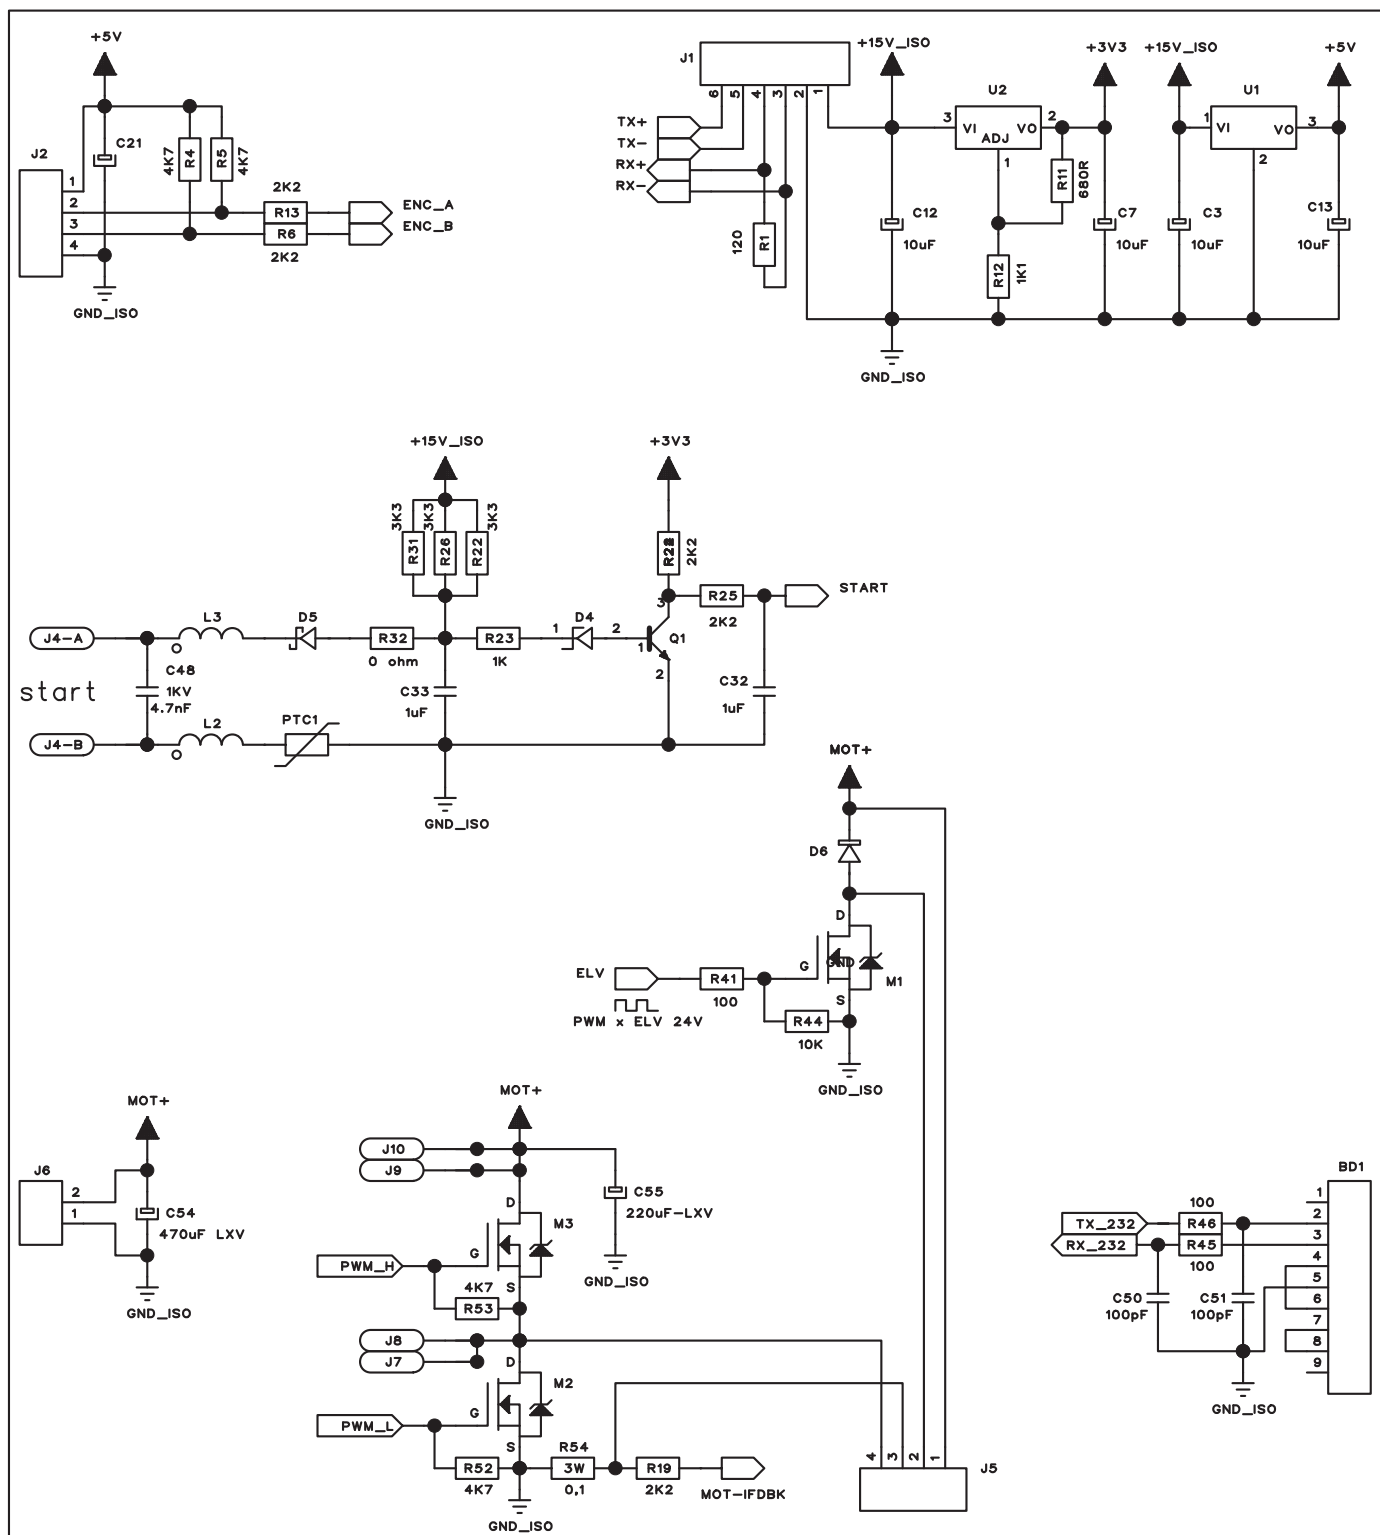 +5V
J2
C21
4K7
R4
R5
4K7
1
2
3
4
2K2
R13
R6
2K2
ENC_A
ENC_B
GND_ISO
J1
6
5
4
3
2
1
TX+
TX-
RX+
RX-
120
R1
+15V_ISO
C12
10uF
GND_ISO
U2
3
VI
VO
2
ADJ
1
R11
680R
R12
1K1
+3V3
C7
10uF
+15V_ISO
C3
10uF
U1
1
VI
VO
3
2
+5V
C13
10uF
+15V_ISO
3K3
3K3
3K3
R31
R26
R22
+3V3
2K2
3
R25
2K2
START
J4-A
L3
D5
R32
0 ohm
R23
1K
1
D4
2
1
Q1
2
C48
1KV
4.7nF
start
C33
1uF
C32
1uF
J4-B
L2
PTC1
GND_ISO
MOT+
D6
D
GND
G
M1
S
ELV
R41
100
PWM x ELV 24V
R44
10K
GND_ISO
MOT+
J6
2
1
C54
470uF LXV
GND_ISO
MOT+
J10
J9
C55
220uF-LXV
GND_ISO
D
M3
G
S
PWM_H
4K7
R53
J8
J7
D
M2
G
S
PWM_L
R52
4K7
R54
3W
0,1
R19
2K2
MOT-IFDBK
GND_ISO
4
3
2
1
J5
BD1
1
2
3
4
5
6
7
8
9
100
TX_232
R46
RX_232
R45
100
C50
100pF
C51
100pF
GND_ISO